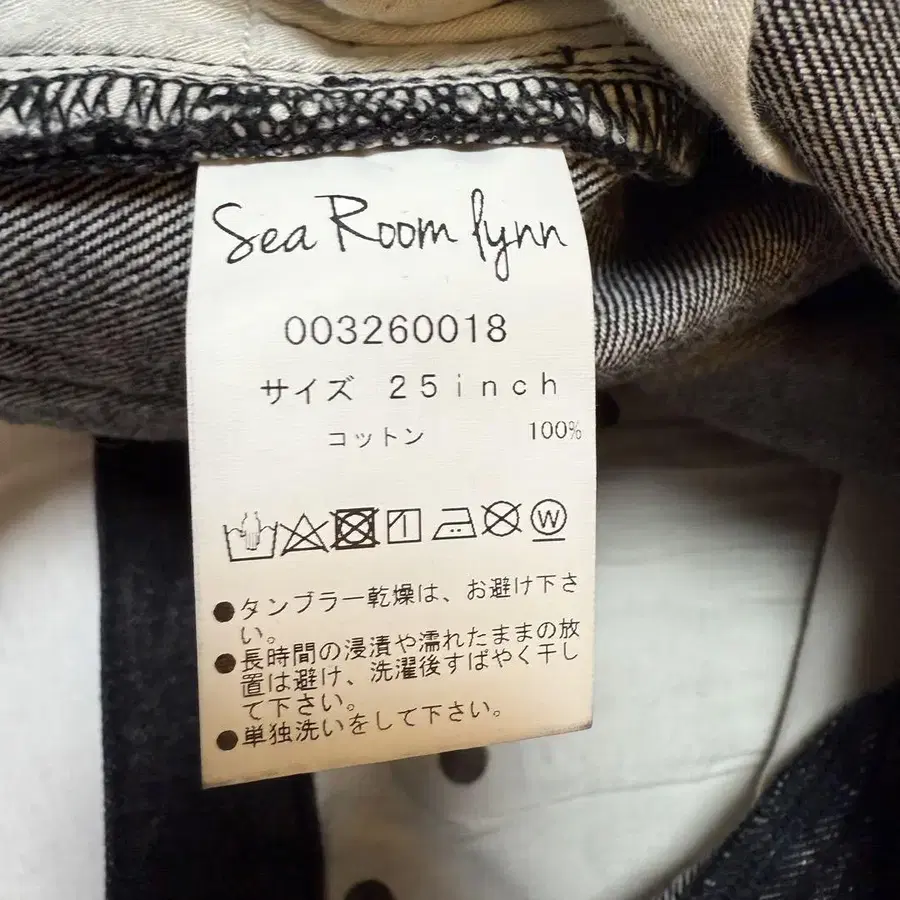 Sea Room lynn
003260018
サイズ 25inch
コットン 100%
W
●タンブラー乾燥は、お避け下さ
い。
●長時間の浸漬や濡れたままの放
置は避け、洗濯後すばやく干し
て下さい。
●単独洗いをして下さい。